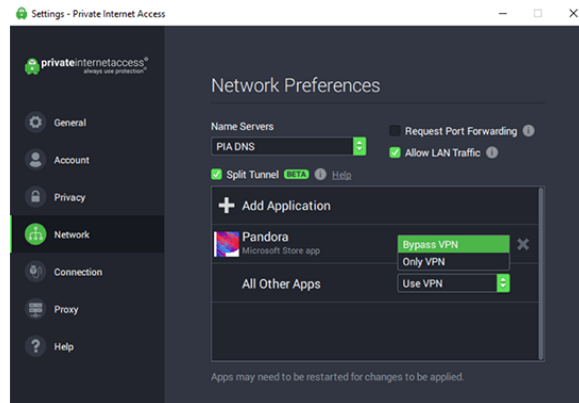 Settings - Private Internet Access
privateinternetaccess®
always use protection®
Network Preferences
General
Account
Privacy
Network
Connection
Proxy
Help
Name Servers
PIA DNS
Request Port Forwarding i
Allow LAN Traffic i
Split Tunnel BETA i Help
+ Add Application
Pandora
Microsoft Store app
Bypass VPN
Only VPN
All Other Apps
Use VPN
Apps may need to be restarted for changes to be applied.